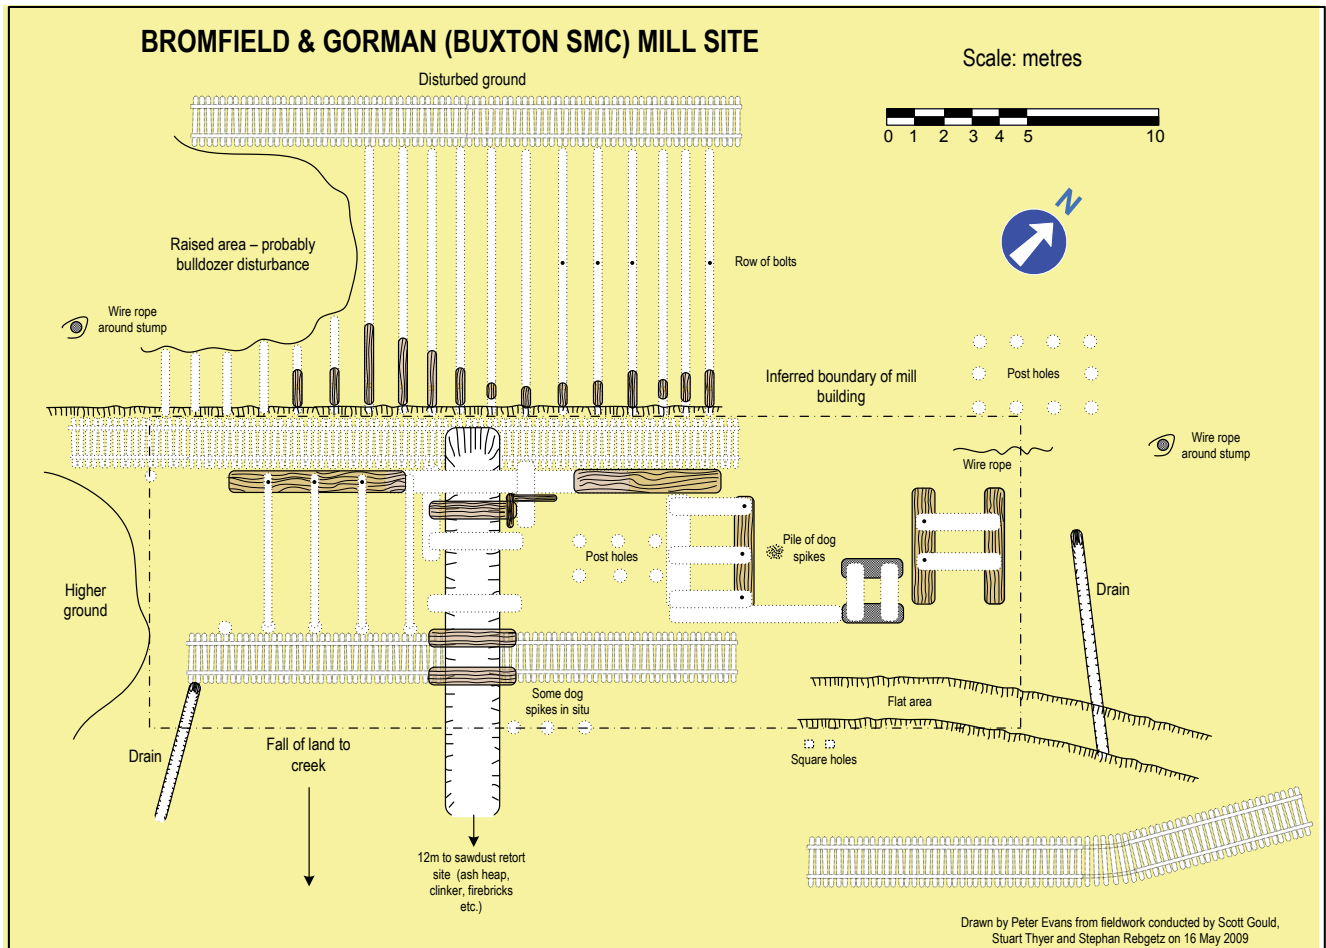 BROMFIELD & GORMAN (BUXTON SMC) MILL SITE
Scale: metres
Disturbed ground
0 1 2 3 4 5 10
N
Raised area – probably
bulldozer disturbance
Row of bolts
Wire rope
around stump
Inferred boundary of mill
building
Post holes
Wire rope
around stump
Wire rope
Post holes
Pile of dog
spikes
Higher
ground
Drain
Some dog
spikes in situ
Flat area
Drain
Fall of land to
creek
Square holes
12m to sawdust retort
site (ash heap,
clinker, firebricks
etc.)
Drawn by Peter Evans from fieldwork conducted by Scott Gould,
Stuart Thyer and Stephan Rebgetz on 16 May 2009